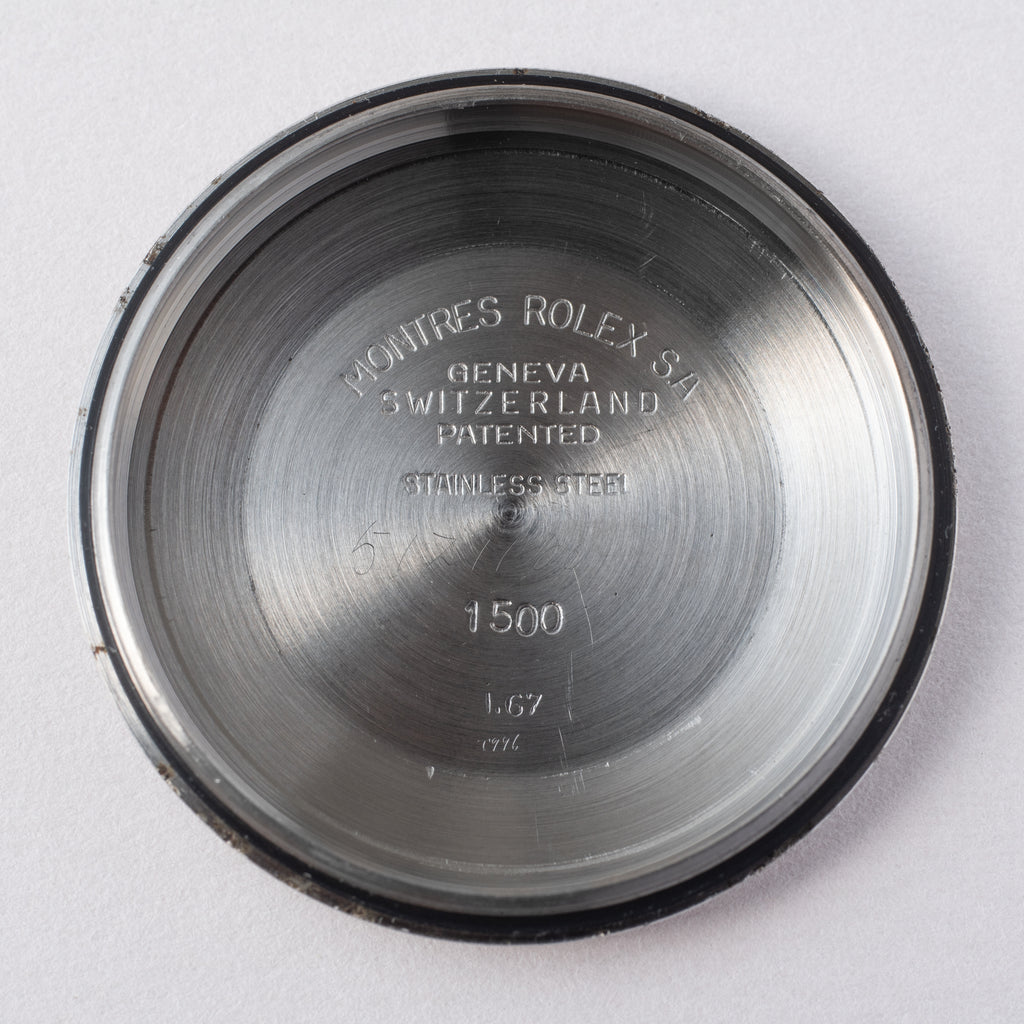 MONTRES ROLEX S.A
GENEVA
SWITZERLAND
PATENTED
STAINLESS STEEL
1500
I.67